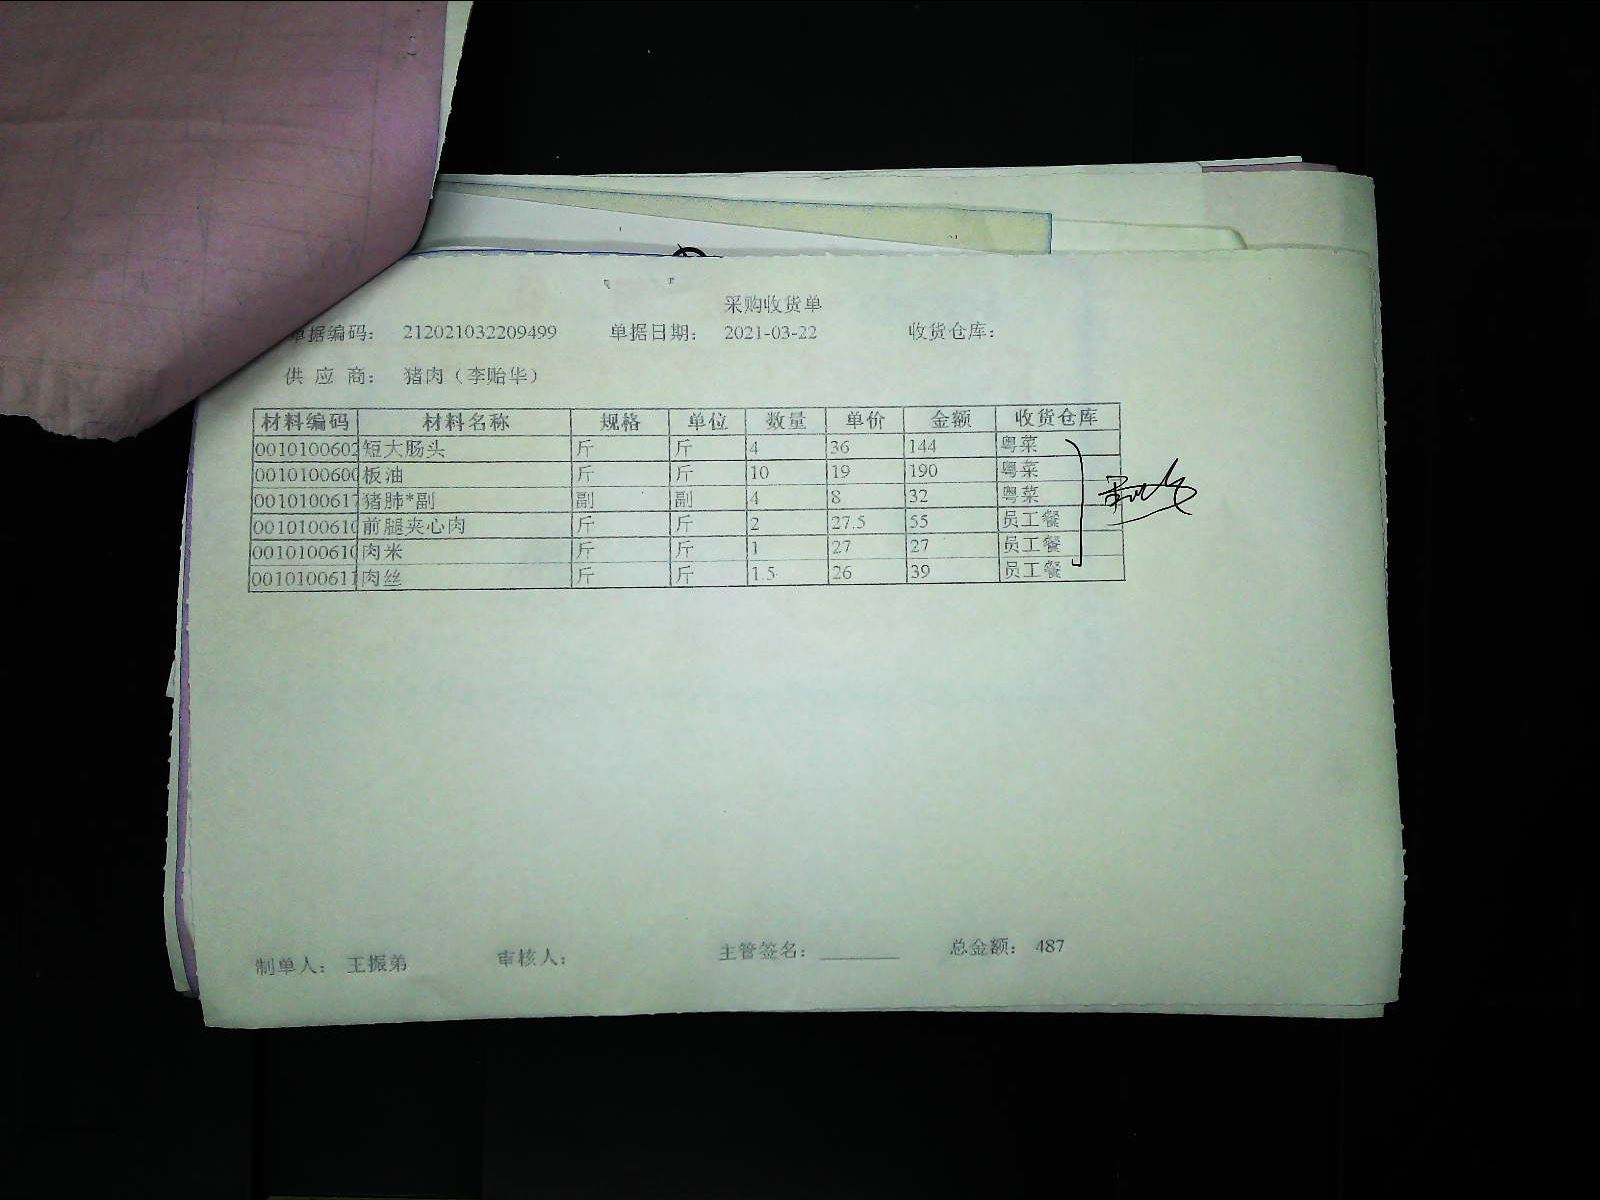 采购收货单
单据编码: 212021032209499 单据日期: 2021-03-22 收货仓库:
供 应 商: 猪肉（李贻华）
材料编码 材料名称 规格 单位 数量 单价 金额 收货仓库
0010100602 短大肠头 斤 斤 4 36 144 粤菜
001010060 板油 斤 斤 10 19 190 粤菜
001010061 猪肺*副 副 副 4 8 32 粤菜
001010061 前腿夹心肉 斤 斤 2 27.5 55 员工餐
001010061 肉米 斤 斤 1 27 27 员工餐
001010061 肉丝 斤 斤 1.5 26 39 员工餐
制单人: 王振弟 审核人: 主管签名: 总金额: 487